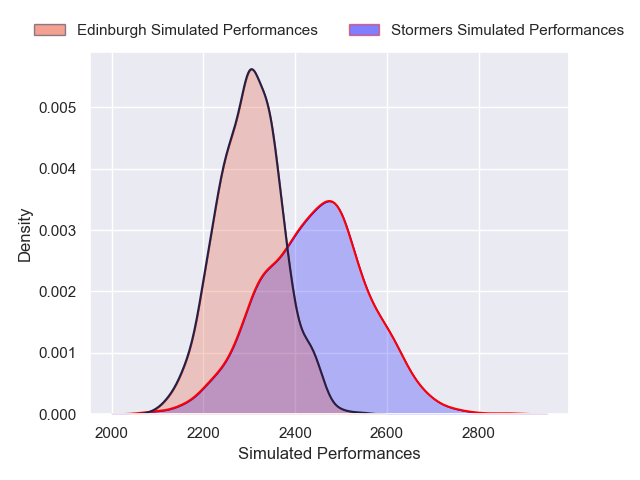 Edinburgh Simulated Performances
Stormers Simulated Performances
Density
0.005
0.004
0.003
0.002
0.001
0.000
2000 2200 2400 2600 2800
Simulated Performances